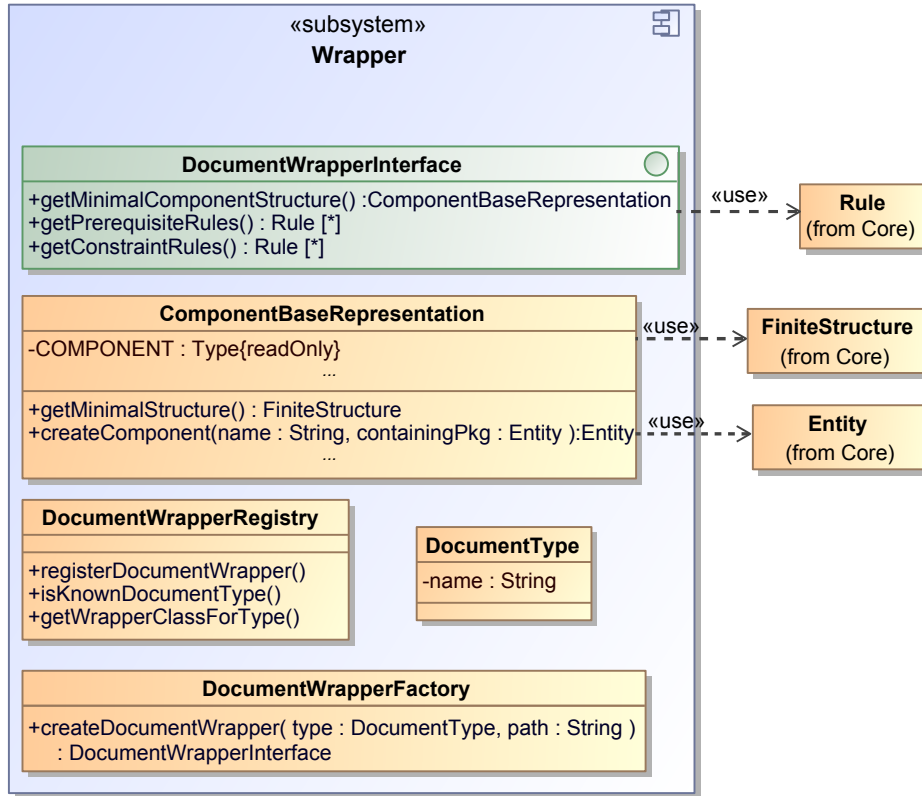 «subsystem»
Wrapper
DocumentWrapperInterface
+getMinimalComponentStructure() :ComponentBaseRepresentation
+getPrerequisiteRules() : Rule [*]
+getConstraintRules() : Rule [*]
«use»
Rule
(from Core)
ComponentBaseRepresentation
-COMPONENT : Type{readOnly}
...
+getMinimalStructure() : FiniteStructure
+createComponent(name : String, containingPkg : Entity ):Entity
...
«use»
FiniteStructure
(from Core)
«use»
Entity
(from Core)
DocumentWrapperRegistry
+registerDocumentWrapper()
+isKnownDocumentType()
+getWrapperClassForType()
DocumentType
-name : String
DocumentWrapperFactory
+createDocumentWrapper( type : DocumentType, path : String )
: DocumentWrapperInterface